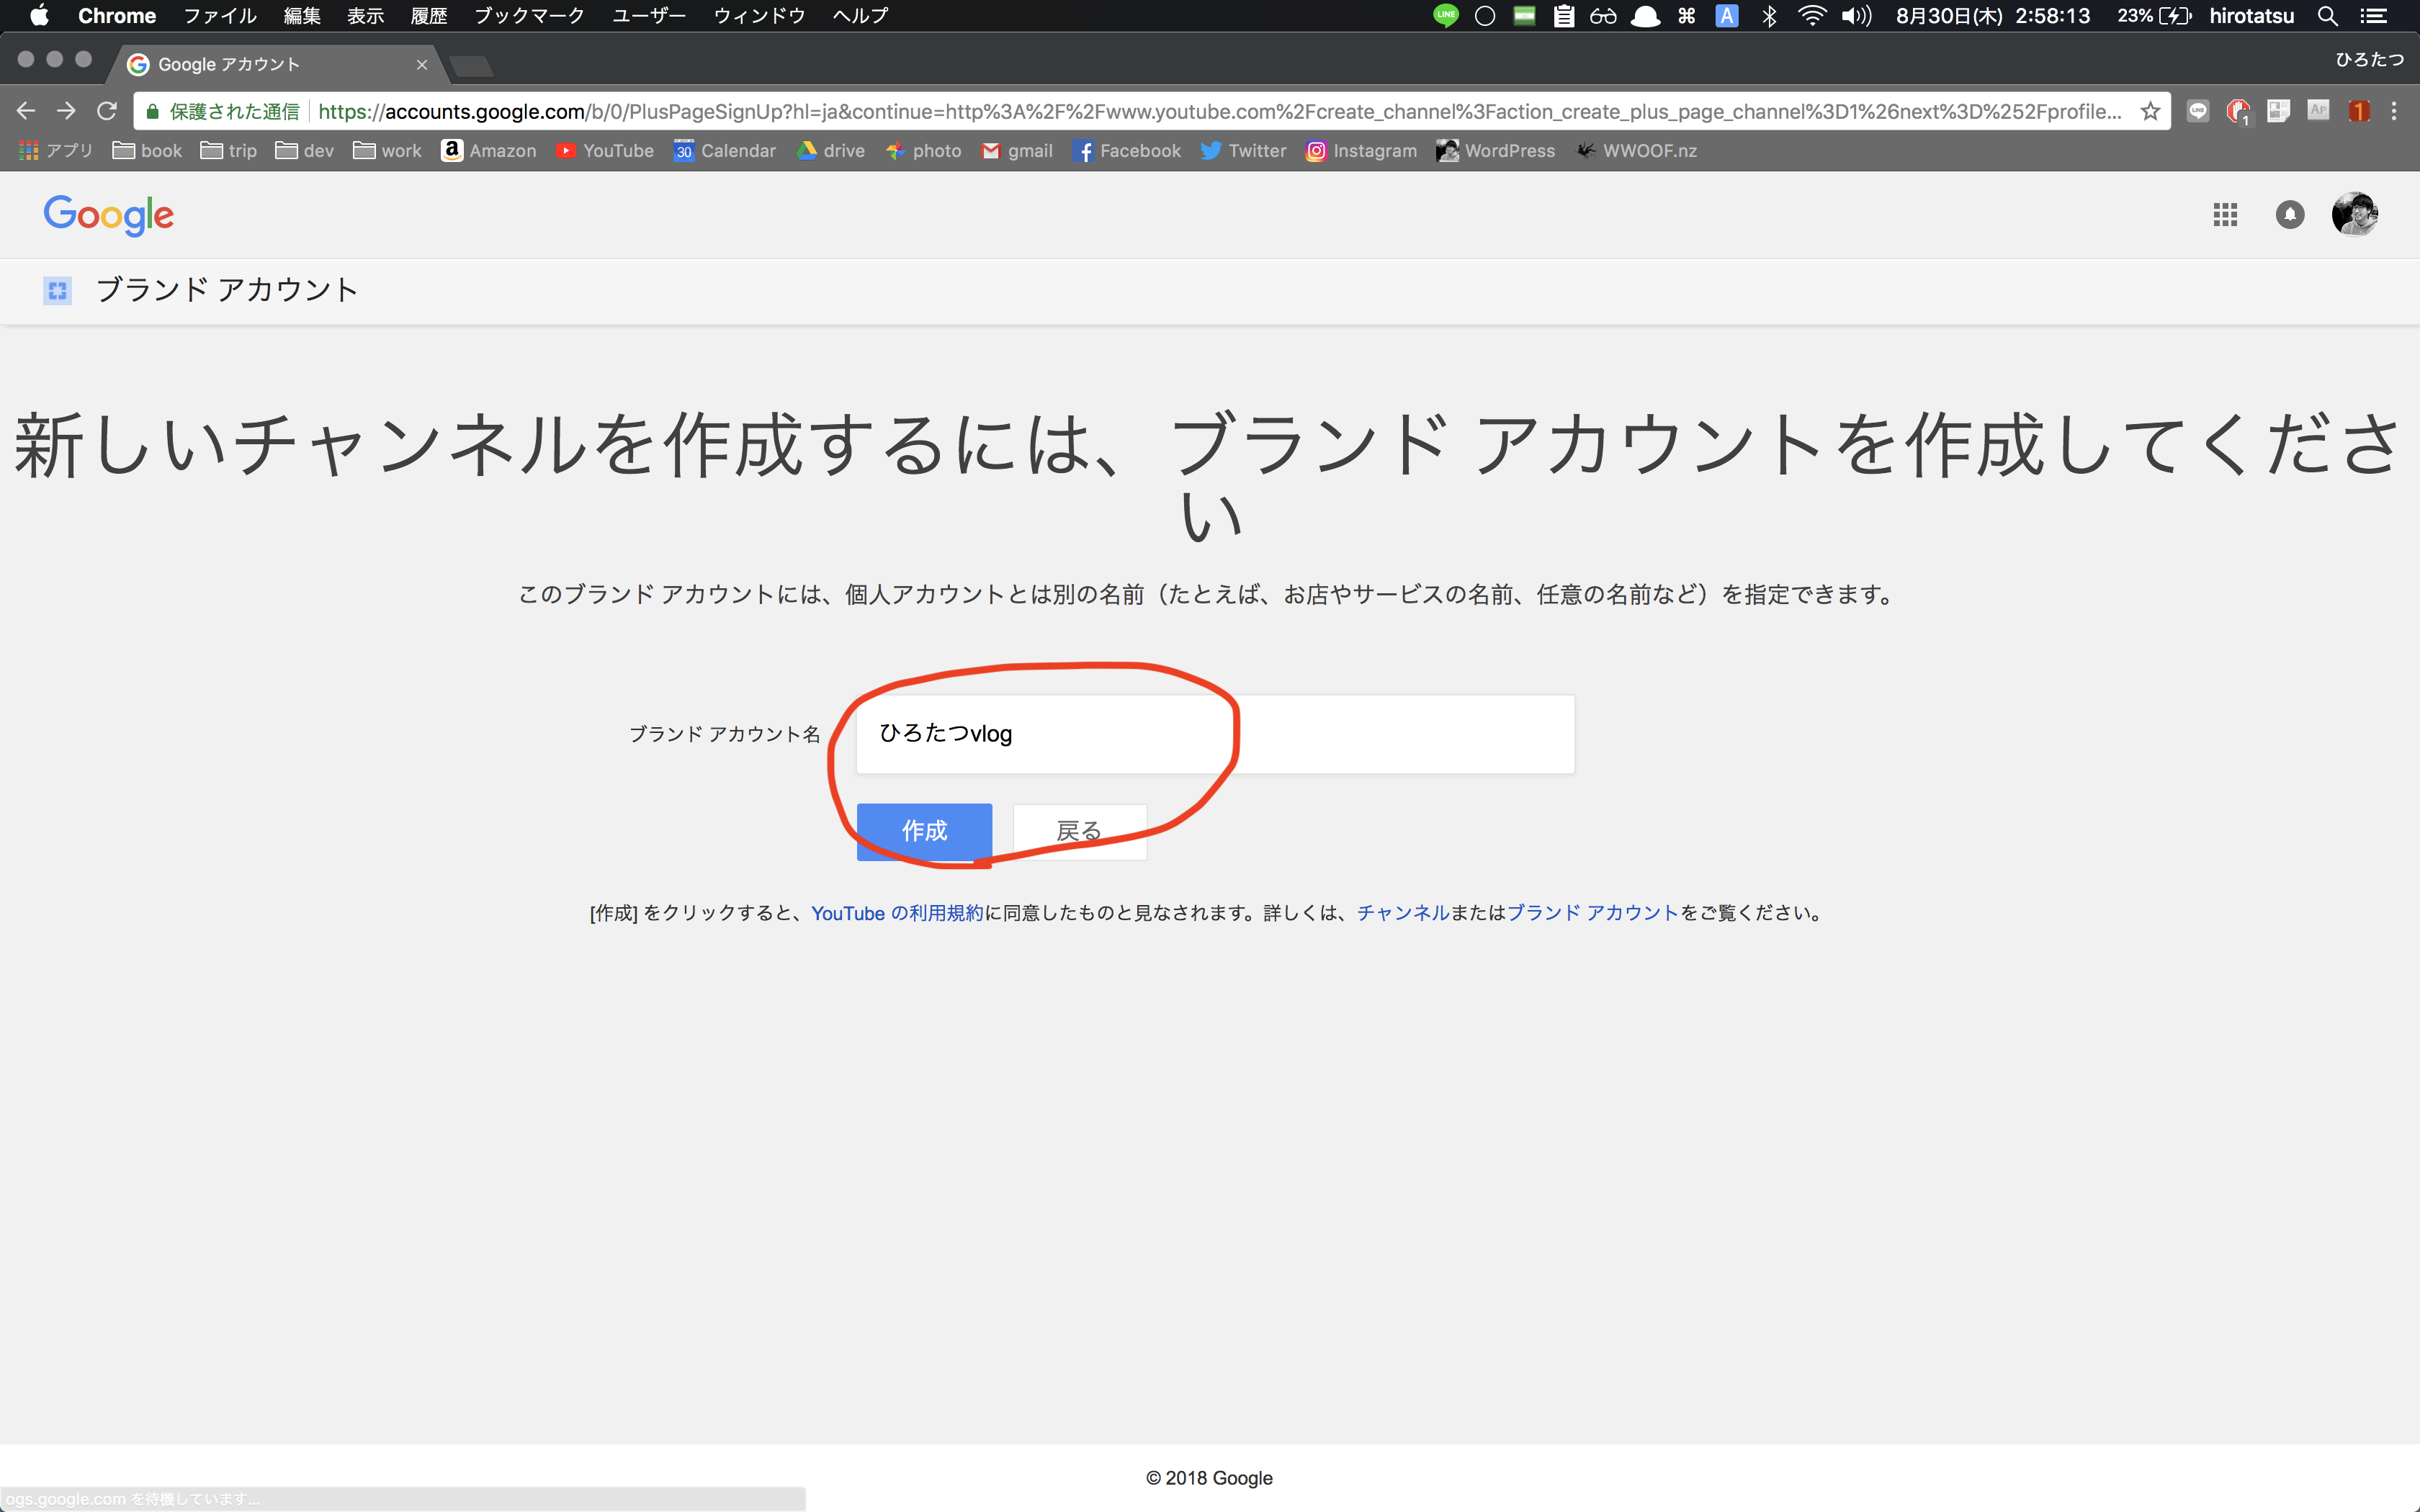 Chrome ファイル 編集 表示 履歴 ブックマーク ユーザー ウィンドウ ヘルプ LINE A 8月30日(木) 2:58:13 23% hirotatsu
Google アカウント ひろたつ
保護された通信 https://accounts.google.com/b/0/PlusPageSignUp?hl=ja&continue=http%3A%2F%2Fwww.youtube.com%2Fcreate_channel%3Faction_create_plus_page_channel%3D1%26next%3D%252Fprofile... 1 AP 1
アプリ book trip dev work Amazon YouTube 30 Calendar drive photo gmail Facebook Twitter Instagram WordPress WWOOF.nz
Google
ブランド アカウント
新しいチャンネルを作成するには、ブランド アカウントを作成してくださ
い
このブランド アカウントには、個人アカウントとは別の名前（たとえば、お店やサービスの名前、任意の名前など）を指定できます。
ブランド アカウント名 ひろたつvlog
作成 戻る
[作成] をクリックすると、YouTube の利用規約に同意したものと見なされます。詳しくは、チャンネルまたはブランド アカウントをご覧ください。
© 2018 Google
ogs.google.com を待機しています...